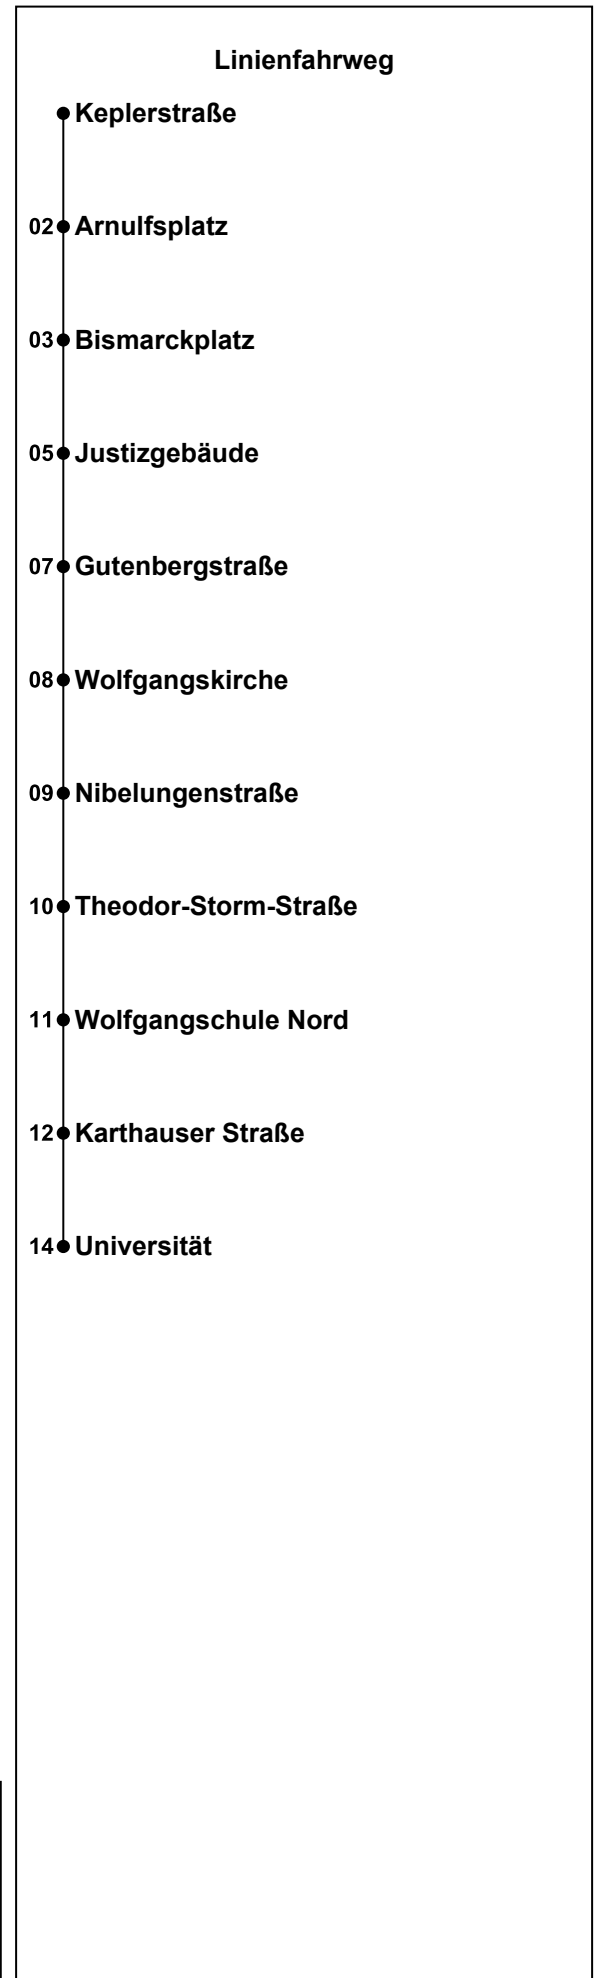 Linienfahrweg
Keplerstraße
02 Arnulfsplatz
03 Bismarckplatz
05 Justizgebäude
07 Gutenbergstraße
08 Wolfgangskirche
09 Nibelungenstraße
10 Theodor-Storm-Straße
11 Wolfgangschule Nord
12 Karthauser Straße
14 Universität